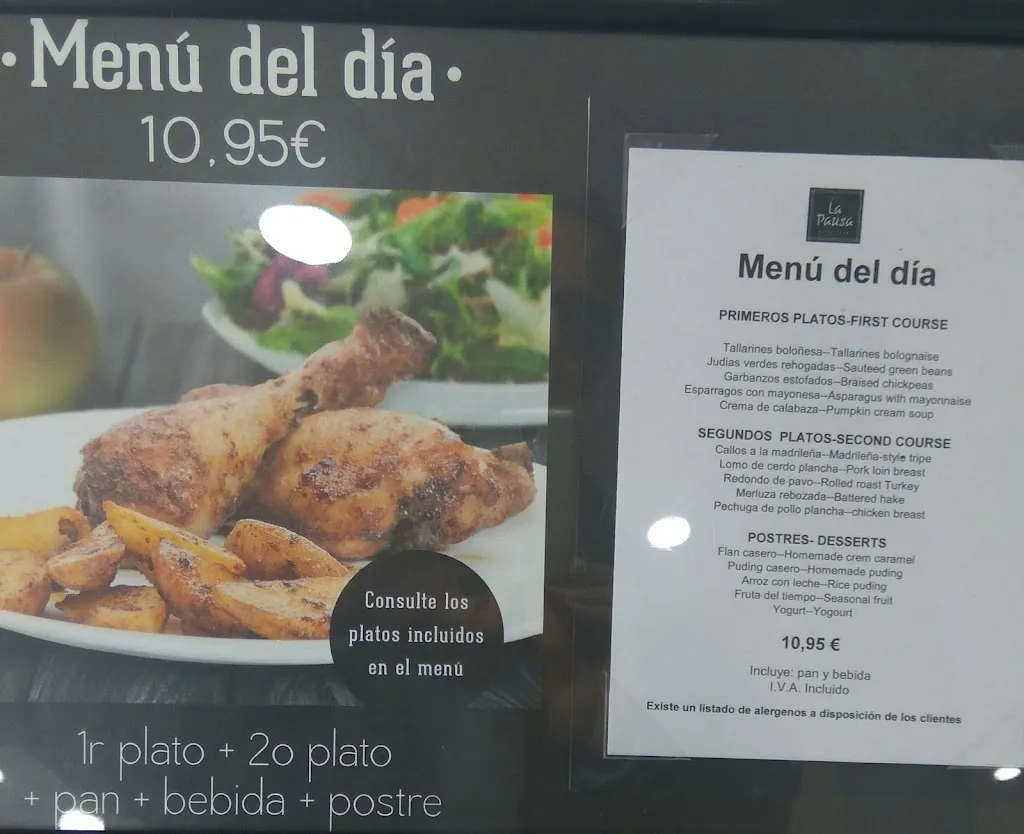 · Menú del día ·
10,95€
Consulte los
platos incluidos
en el menú
1r plato + 2o plato
+ pan + bebida + postre
La
Pausa
Menú del día
PRIMEROS PLATOS-FIRST COURSE
Tallarines boloñesa--Tallarines bolognaise
Judias verdes rehogadas--Sauteed green beans
Garbanzos estofados--Braised chickpeas
Esparragos con mayonesa--Asparagus with mayonnaise
Crema de calabaza--Pumpkin cream soup
SEGUNDOS PLATOS-SECOND COURSE
Callos a la madrileña--Madrileña-style tripe
Lomo de cerdo plancha--Pork loin breast
Redondo de pavo--Rolled roast Turkey
Merluza rebozada--Battered hake
Pechuga de pollo plancha--chicken breast
POSTRES- DESSERTS
Flan casero--Homemade crem caramel
Puding casero--Homemade puding
Arroz con leche--Rice puding
Fruta del tiempo--Seasonal fruit
Yogurt--Yogourt
10,95 €
Incluye: pan y bebida
I.V.A. Incluido
Existe un listado de alergenos a disposición de los clientes